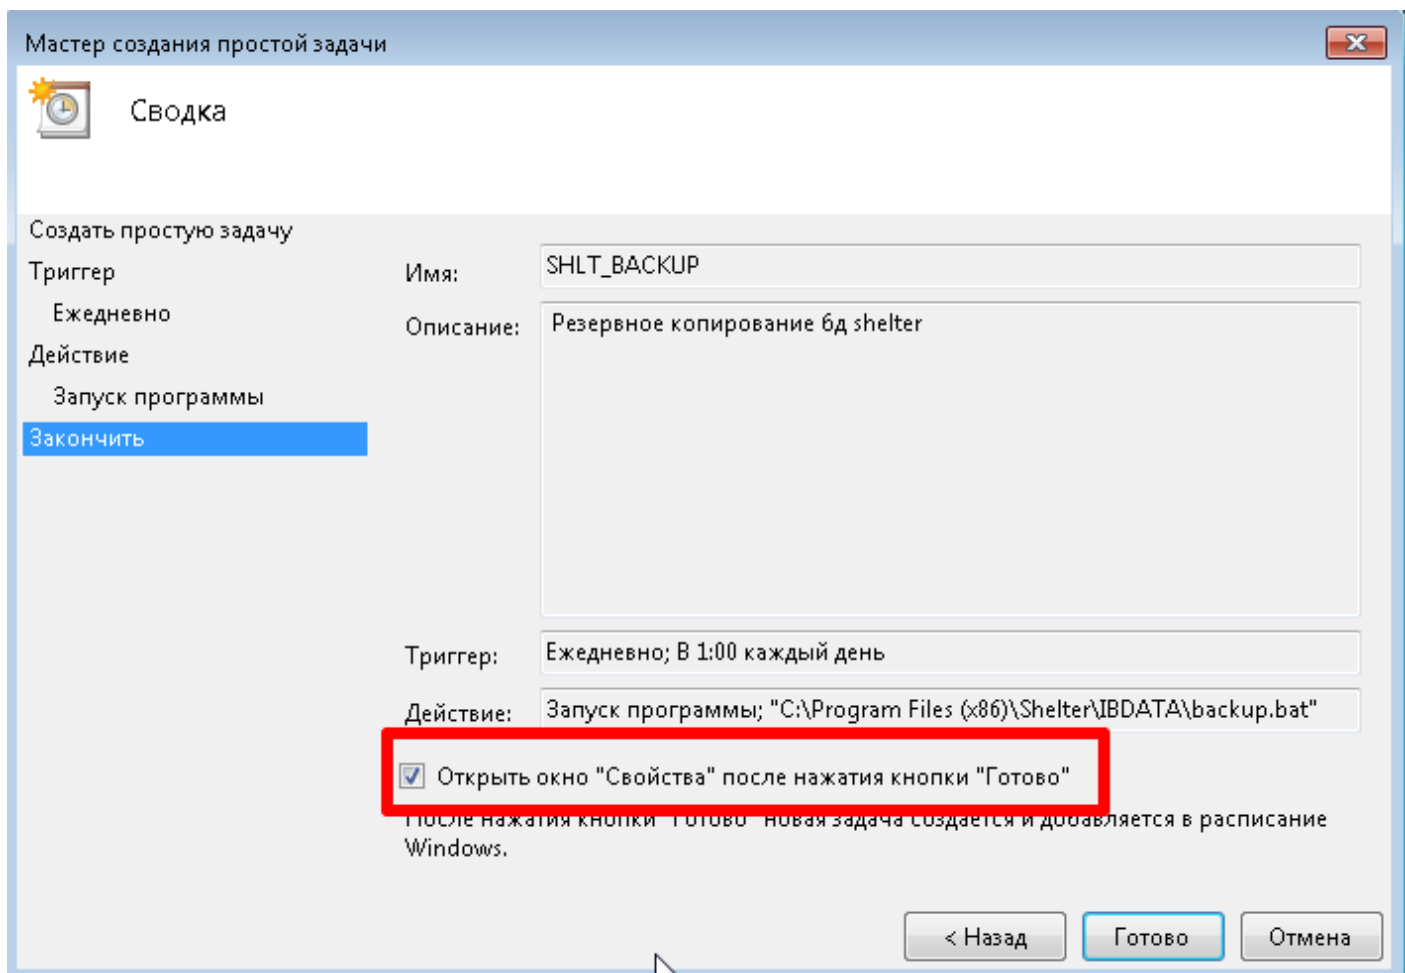 Мастер создания простой задачи
Сводка
Создать простую задачу
Триггер
Ежедневно
Действие
Запуск программы
Закончить
Имя:
SHLT_BACKUP
Описание:
Резервное копирование бд shelter
Триггер:
Ежедневно; В 1:00 каждый день
Действие:
Запуск программы; "C:\Program Files (x86)\Shelter\IBDATA\backup.bat"
Открыть окно "Свойства" после нажатия кнопки "Готово"
После нажатия кнопки "Готово" новая задача создается и добавляется в расписание
Windows.
< Назад
Готово
Отмена